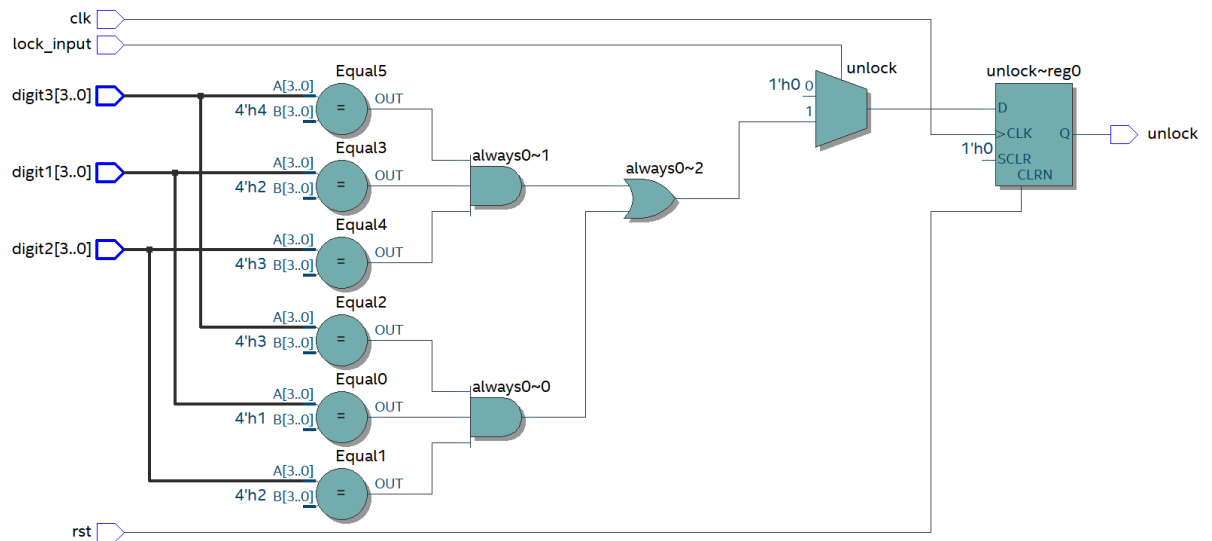 clk
lock_input
digit3[3..0]
digit1[3..0]
digit2[3..0]
rst
Equal5
A[3..0]
4'h4 B[3..0]
=
OUT
Equal3
A[3..0]
4'h2 B[3..0]
=
OUT
Equal4
A[3..0]
4'h3 B[3..0]
=
OUT
Equal2
A[3..0]
4'h3 B[3..0]
=
OUT
Equal0
A[3..0]
4'h1 B[3..0]
=
OUT
Equal1
A[3..0]
4'h2 B[3..0]
=
OUT
always0~1
always0~0
always0~2
unlock
1'h0 0
1
unlock~reg0
D
>CLK
Q
1'h0
SCLR
CLRN
unlock